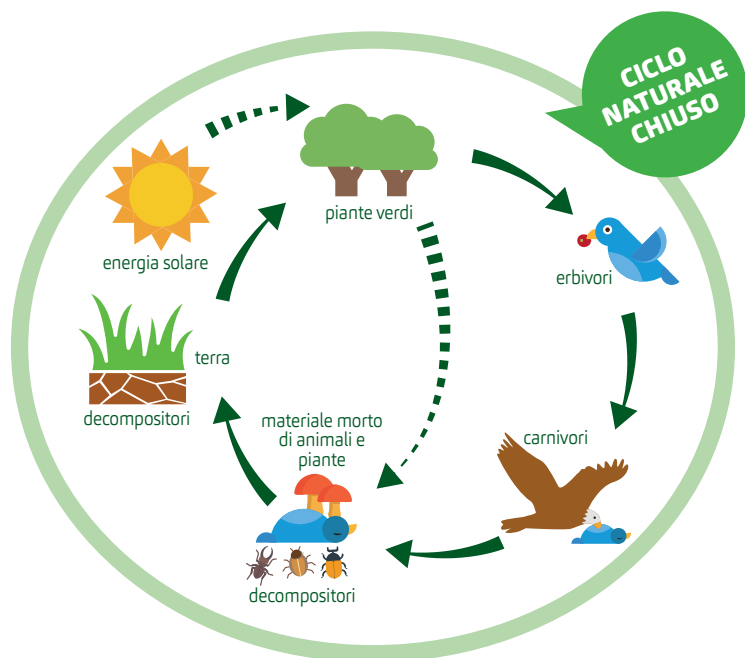 CICLO
NATURALE
CHIUSO
piante verdi
energia solare
erbivori
terra
decompositori
materiale morto
di animali e
piante
carnivori
decompositori